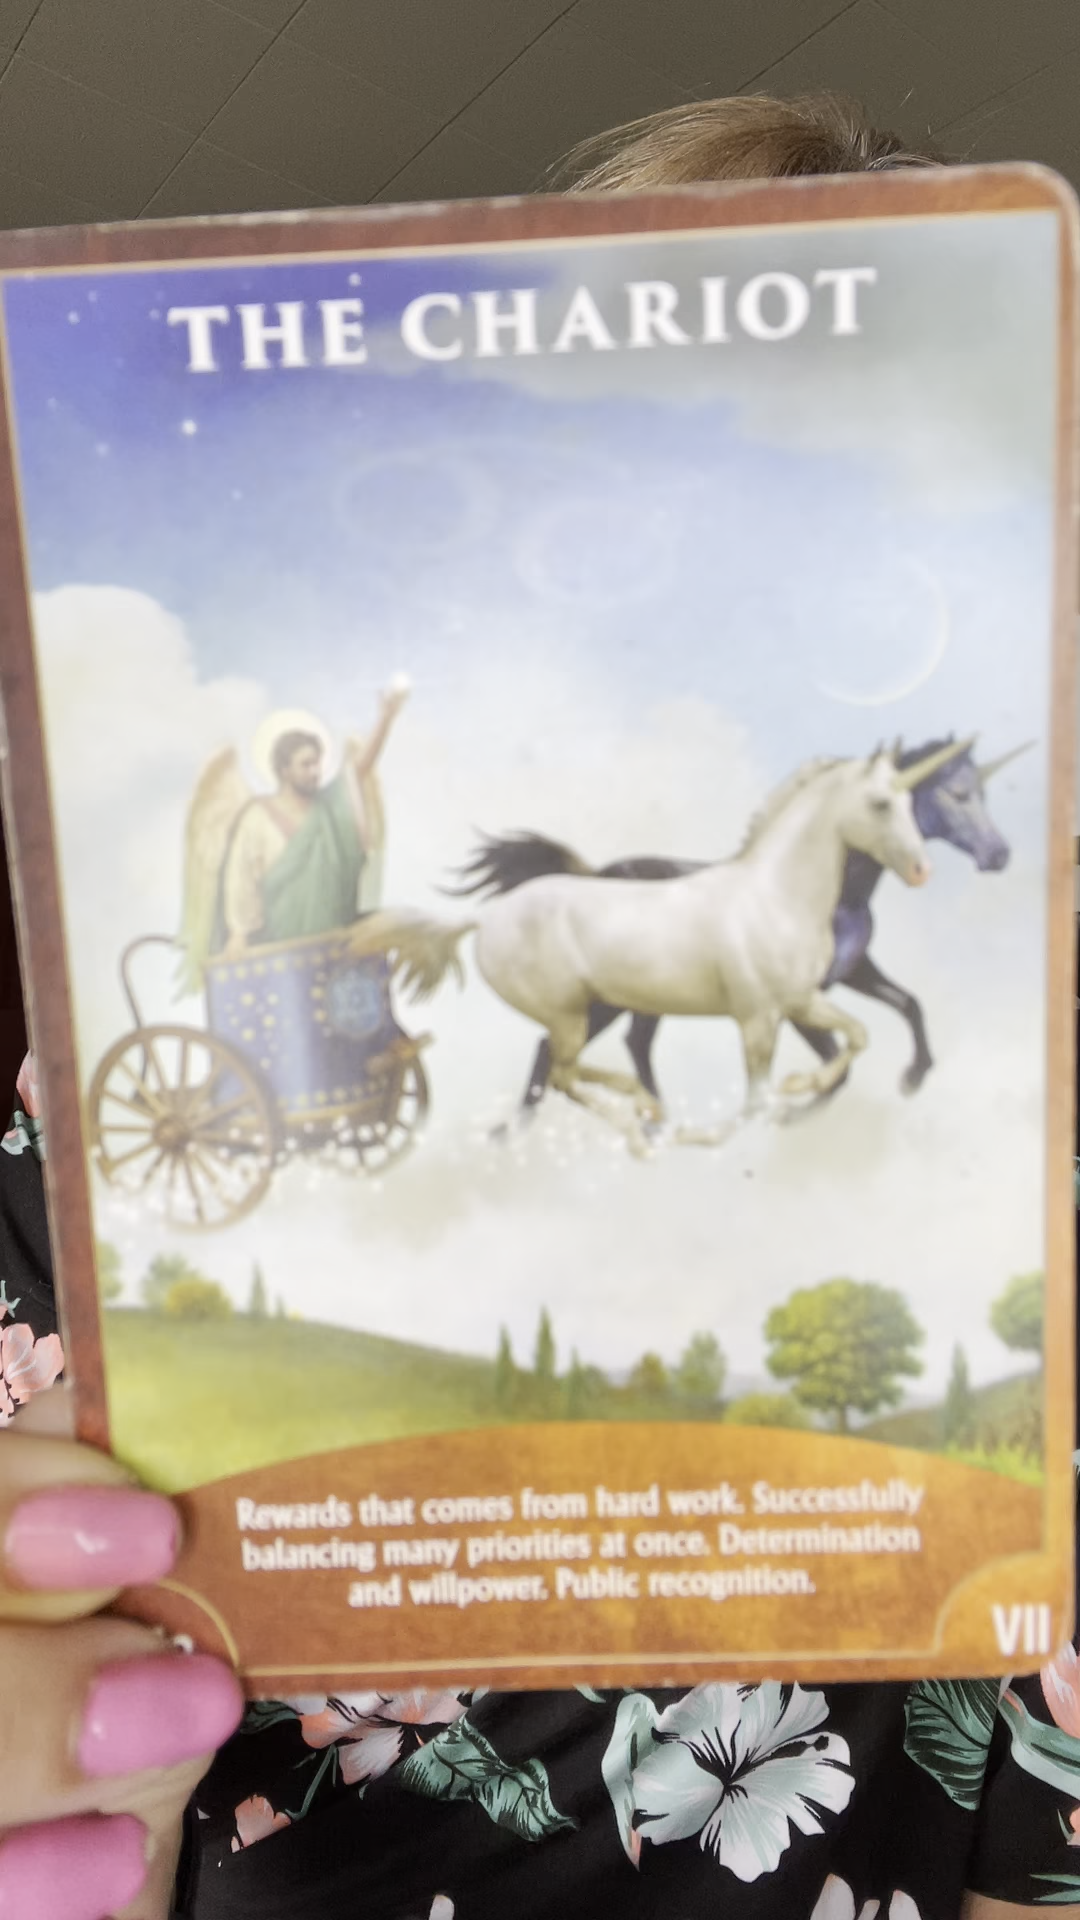 THE CHARIOT
Rewards that comes from hard work. Successfully
balancing many priorities at once. Determination
and willpower. Public recognition.
VII